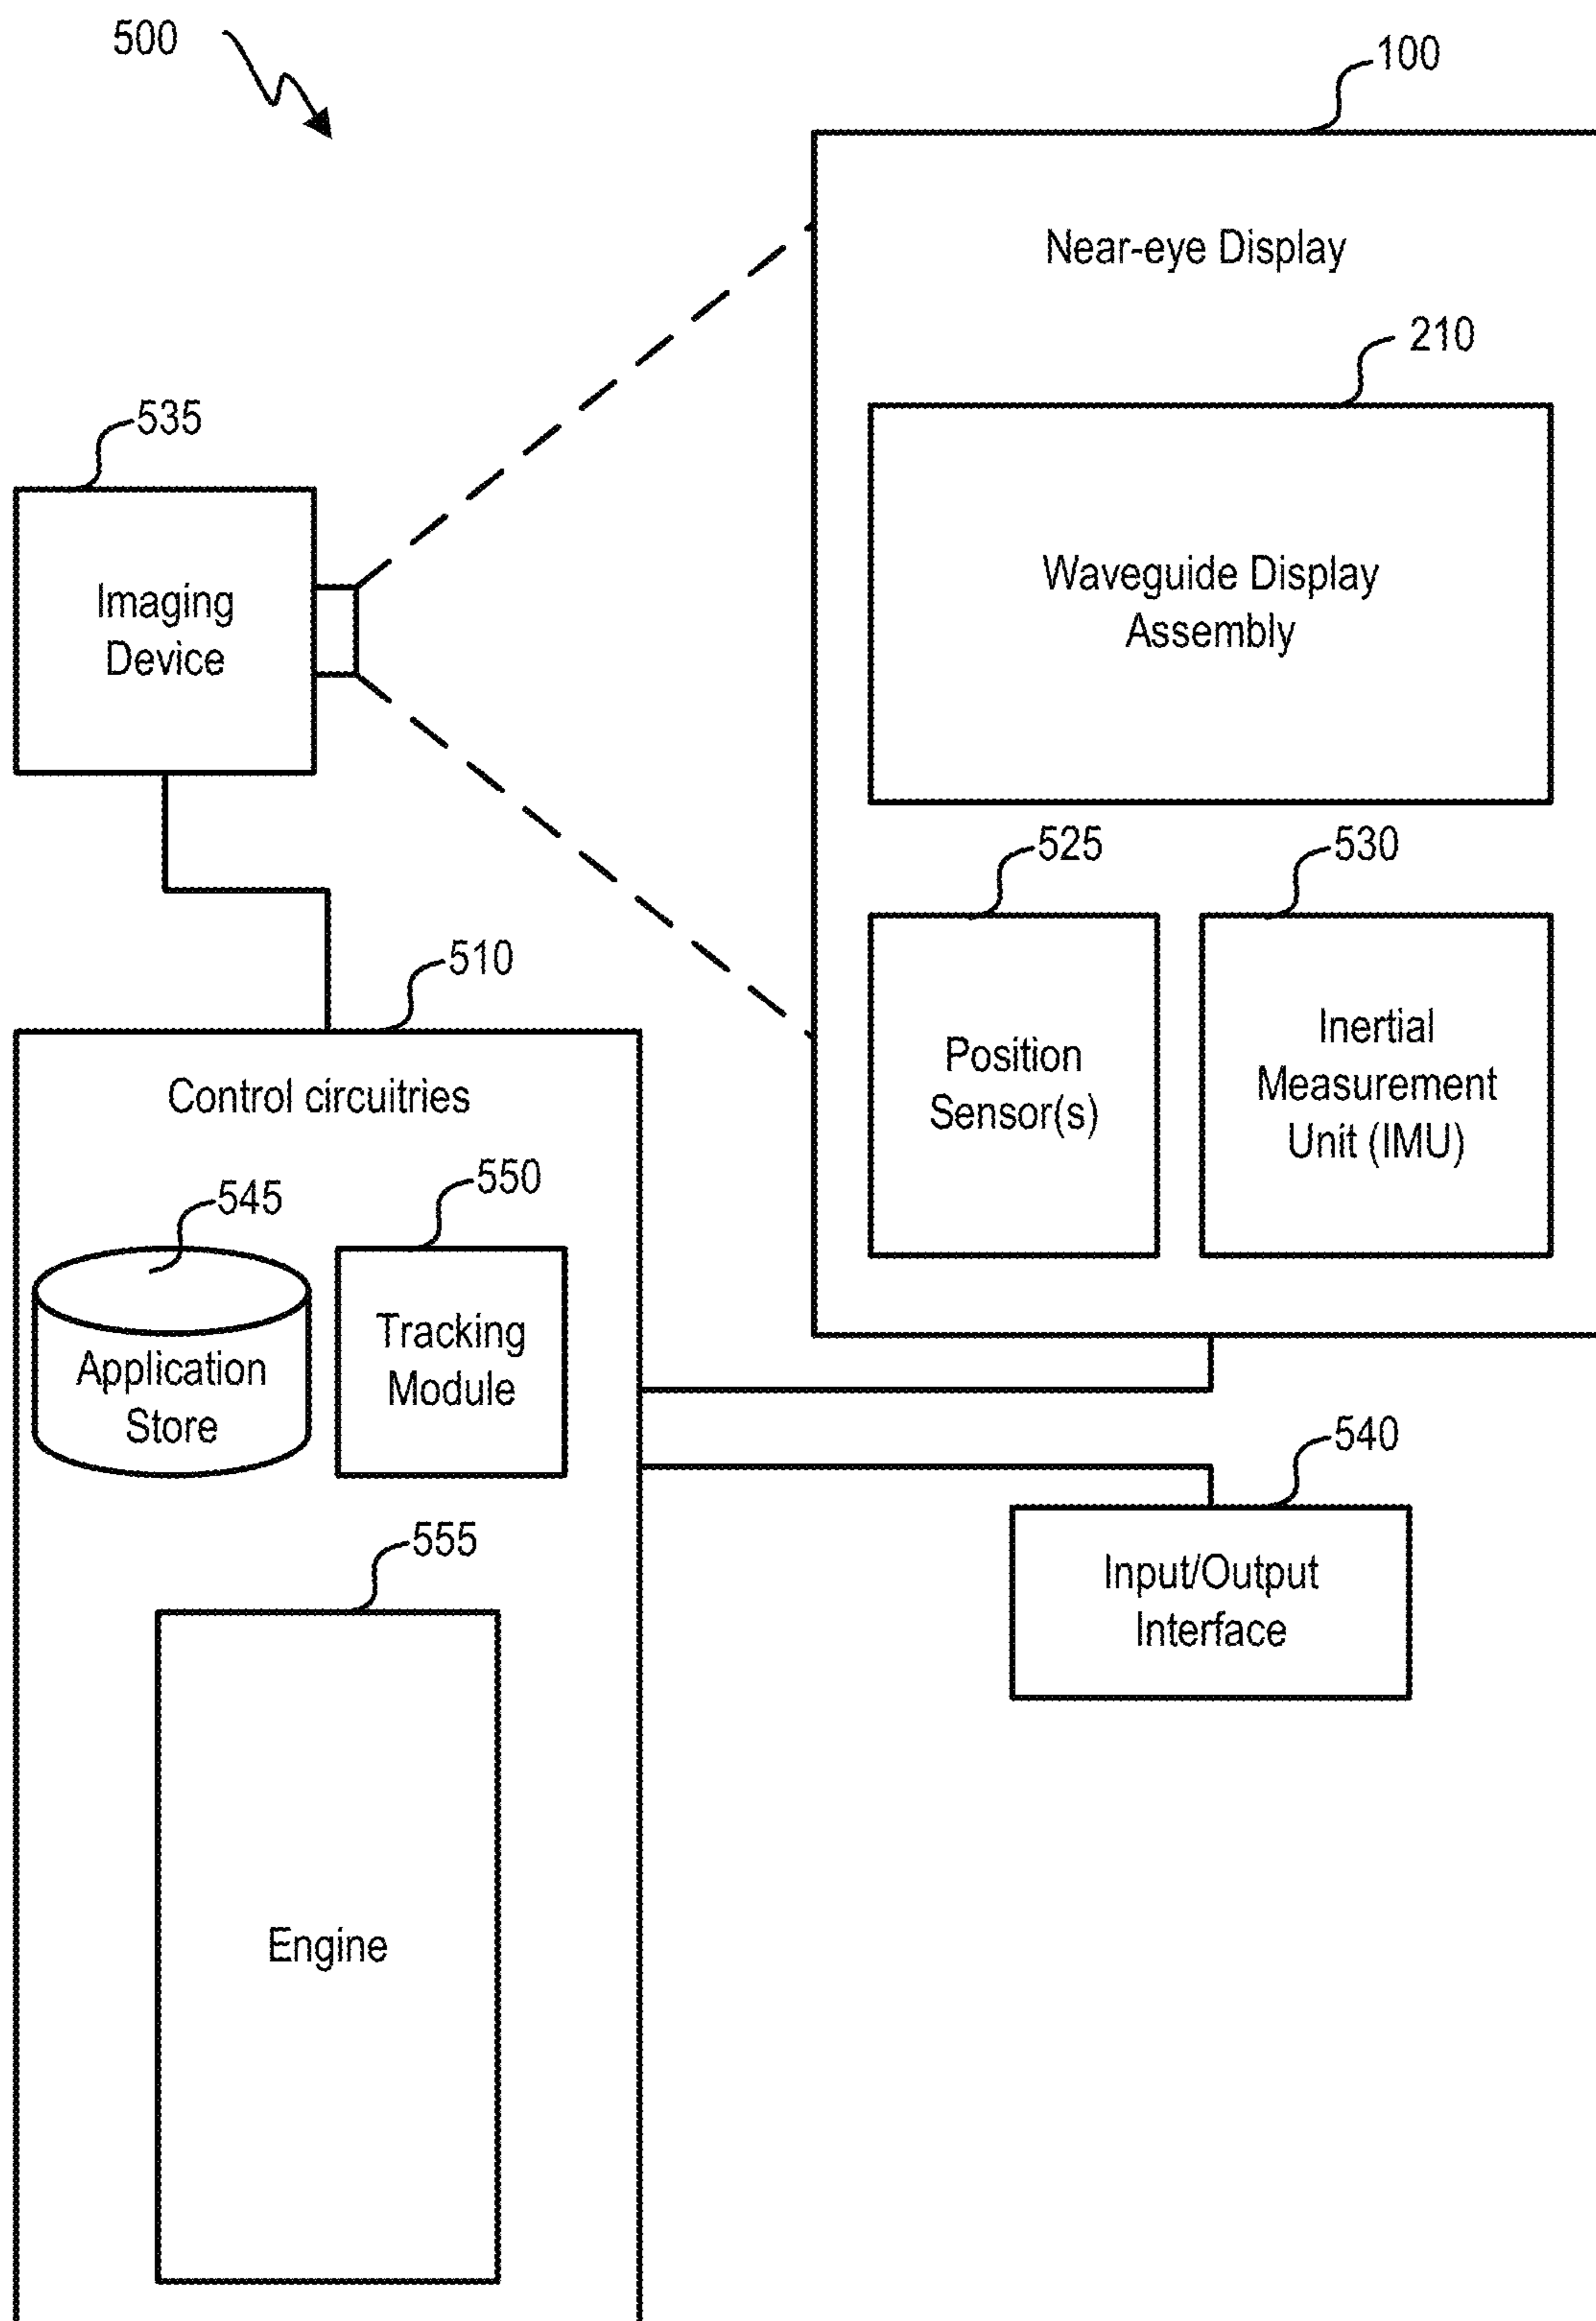 500
100
Near-eye Display
210
Waveguide Display
Assembly
535
Imaging
Device
525
530
Position
Sensor(s)
Inertial
Measurement
Unit (IMU)
510
Control circuitries
545
550
Application
Store
Tracking
Module
540
Input/Output
Interface
555
Engine